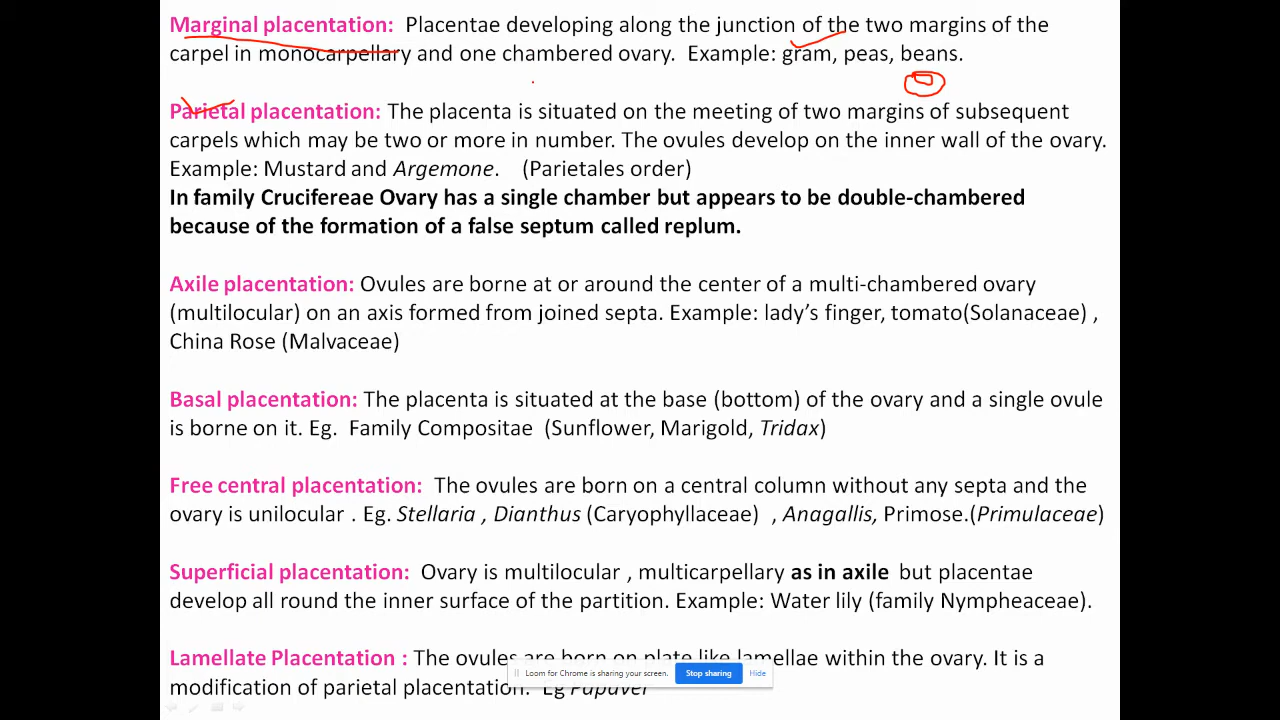 Marginal placentation: Placentae developing along the junction of the two margins of the
carpel in monocarpellary and one chambered ovary. Example: gram, peas, beans.
Parietal placentation: The placenta is situated on the meeting of two margins of subsequent
carpels which may be two or more in number. The ovules develop on the inner wall of the ovary.
Example: Mustard and Argemone. (Parietales order)
In family Crucifereae Ovary has a single chamber but appears to be double-chambered
because of the formation of a false septum called replum.
Axile placentation: Ovules are borne at or around the center of a multi-chambered ovary
(multilocular) on an axis formed from joined septa. Example: lady's finger, tomato(Solanaceae) ,
China Rose (Malvaceae)
Basal placentation: The placenta is situated at the base (bottom) of the ovary and a single ovule
is borne on it. Eg. Family Compositae (Sunflower, Marigold, Tridax)
Free central placentation: The ovules are born on a central column without any septa and the
ovary is unilocular . Eg. Stellaria , Dianthus (Caryophyllaceae) , Anagallis, Primose.(Primulaceae)
Superficial placentation: Ovary is multilocular , multicarpellary as in axile but placentae
develop all round the inner surface of the partition. Example: Water lily (family Nympheaceae).
Lamellate Placentation : The ovules are born on plate like lamellae within the ovary. It is a
Loom for Chrome is sharing your screen. Stop sharing Hide
modification of parietal placentation. Eg Papaver